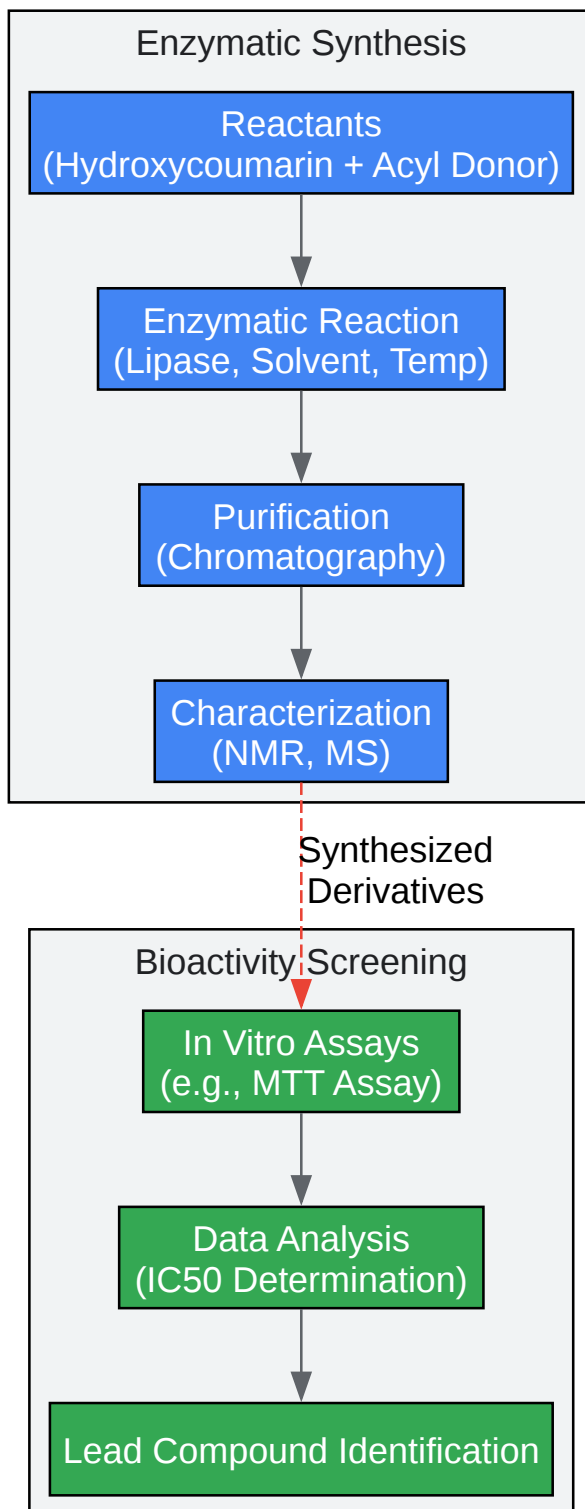 Enzymatic Synthesis
Reactants
(Hydroxycoumarin + Acyl Donor)
Enzymatic Reaction
(Lipase, Solvent, Temp)
Purification
(Chromatography)
Characterization
(NMR, MS)
Synthesized
Derivatives
Bioactivity Screening
In Vitro Assays
(e.g., MTT Assay)
Data Analysis
(IC50 Determination)
Lead Compound Identification